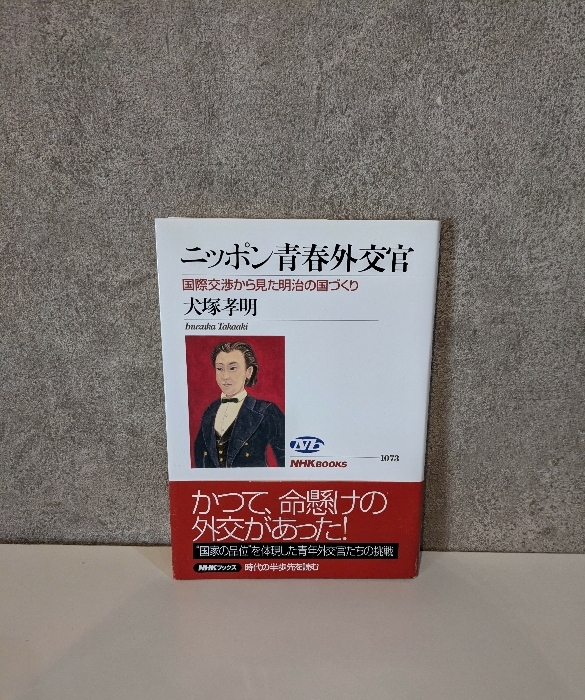 ニッポン青春外交官
国際交渉から見た明治の国づくり
犬塚孝明
Inuzuka Takaaki
Nh
NHKBOOKS
1073
かつて、命懸けの
外交があった!
“国家の品位”を体現した青年外交官たちの挑戦
NHKブックス 時代の半歩先を読む